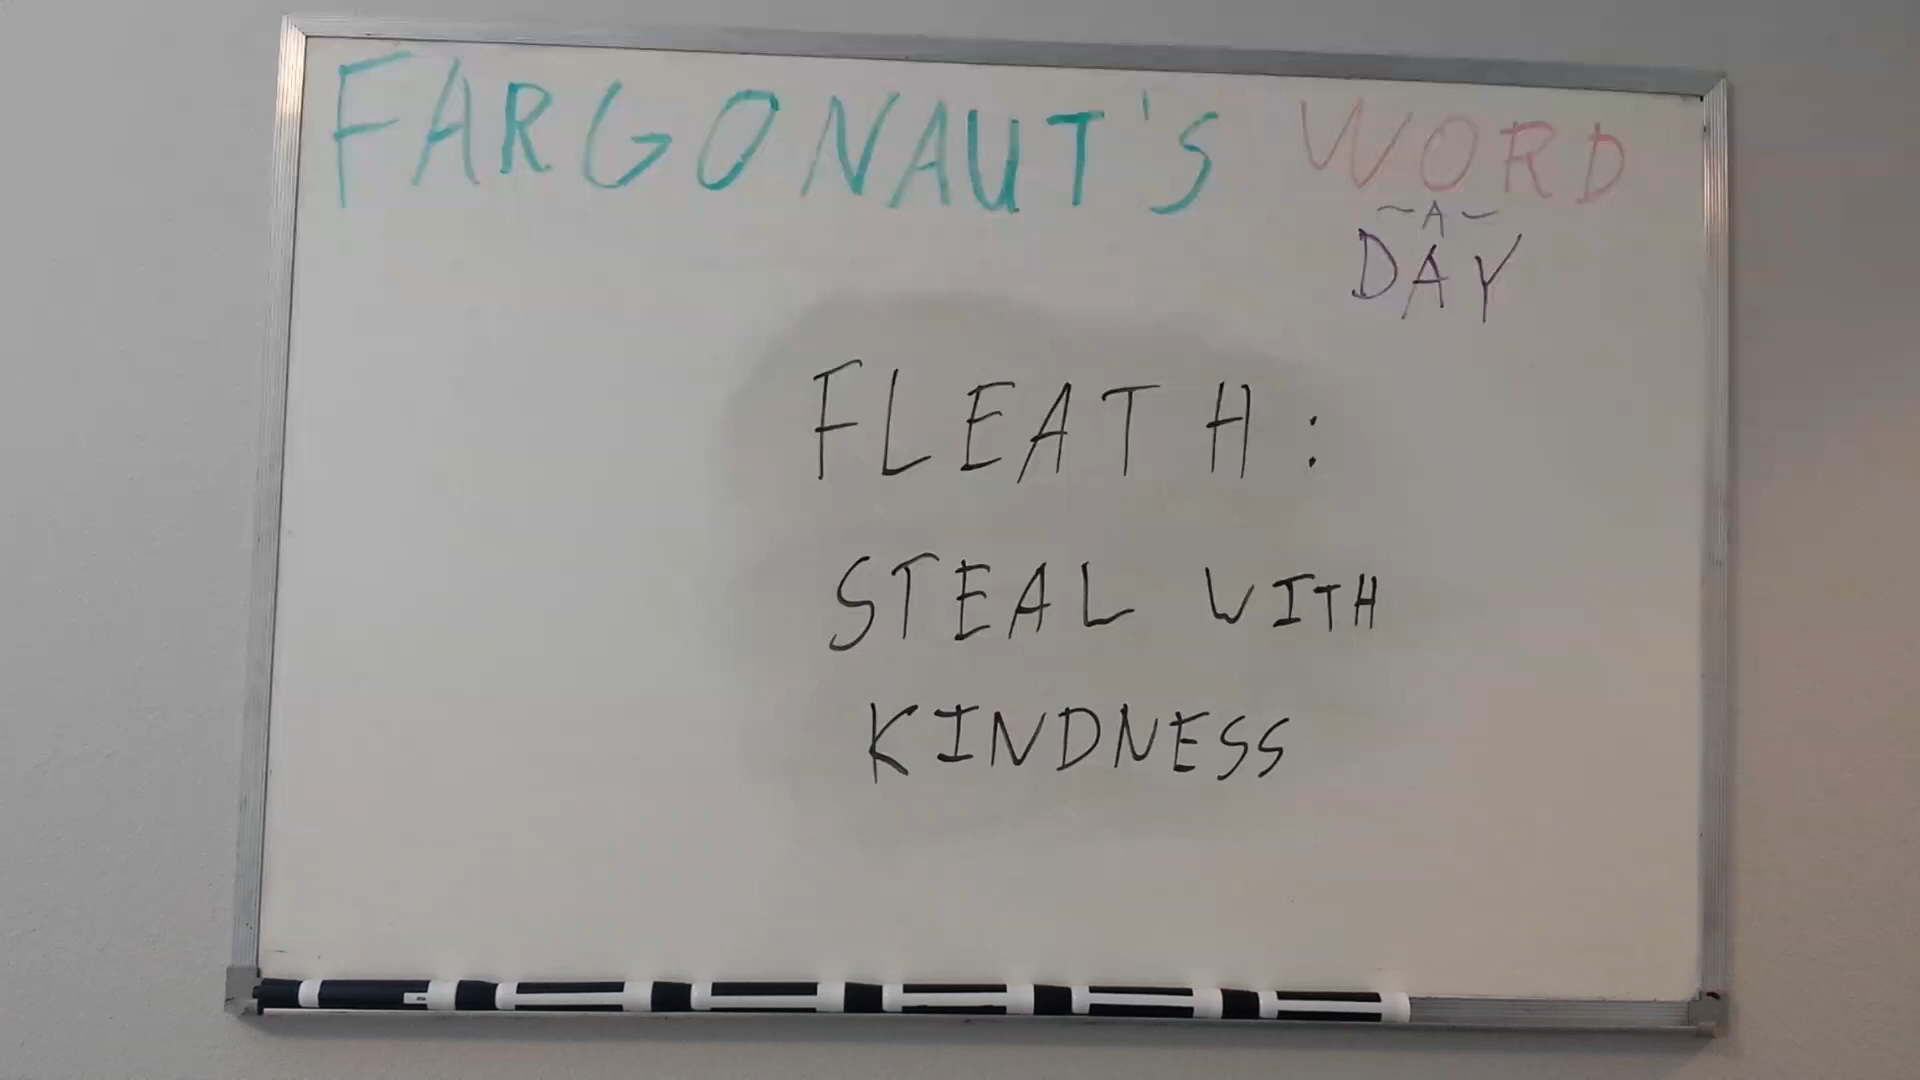 FARGONAUT'S WORD
~A~
DAY
FLEATH:
STEAL WITH
KINDNESS